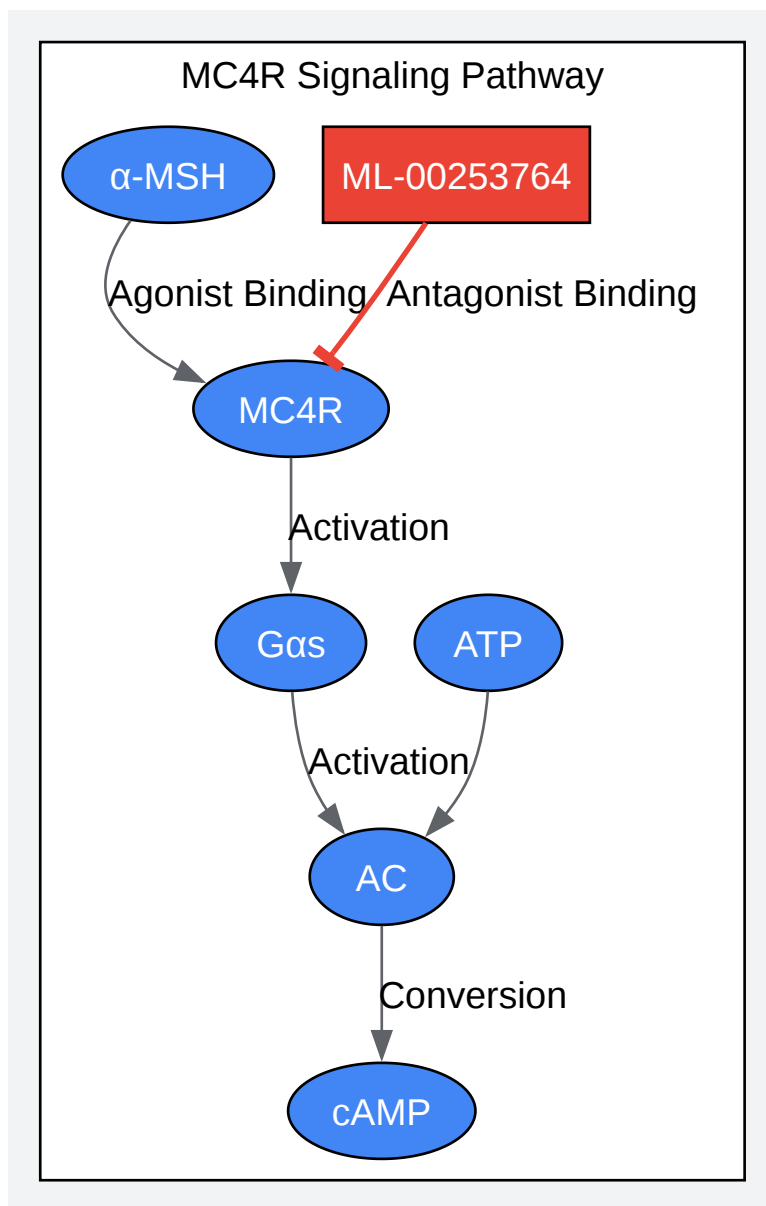 MC4R Signaling Pathway
α-MSH
ML-00253764
Agonist Binding
Antagonist Binding
MC4R
Activation
Gαs
ATP
Activation
AC
Conversion
cAMP